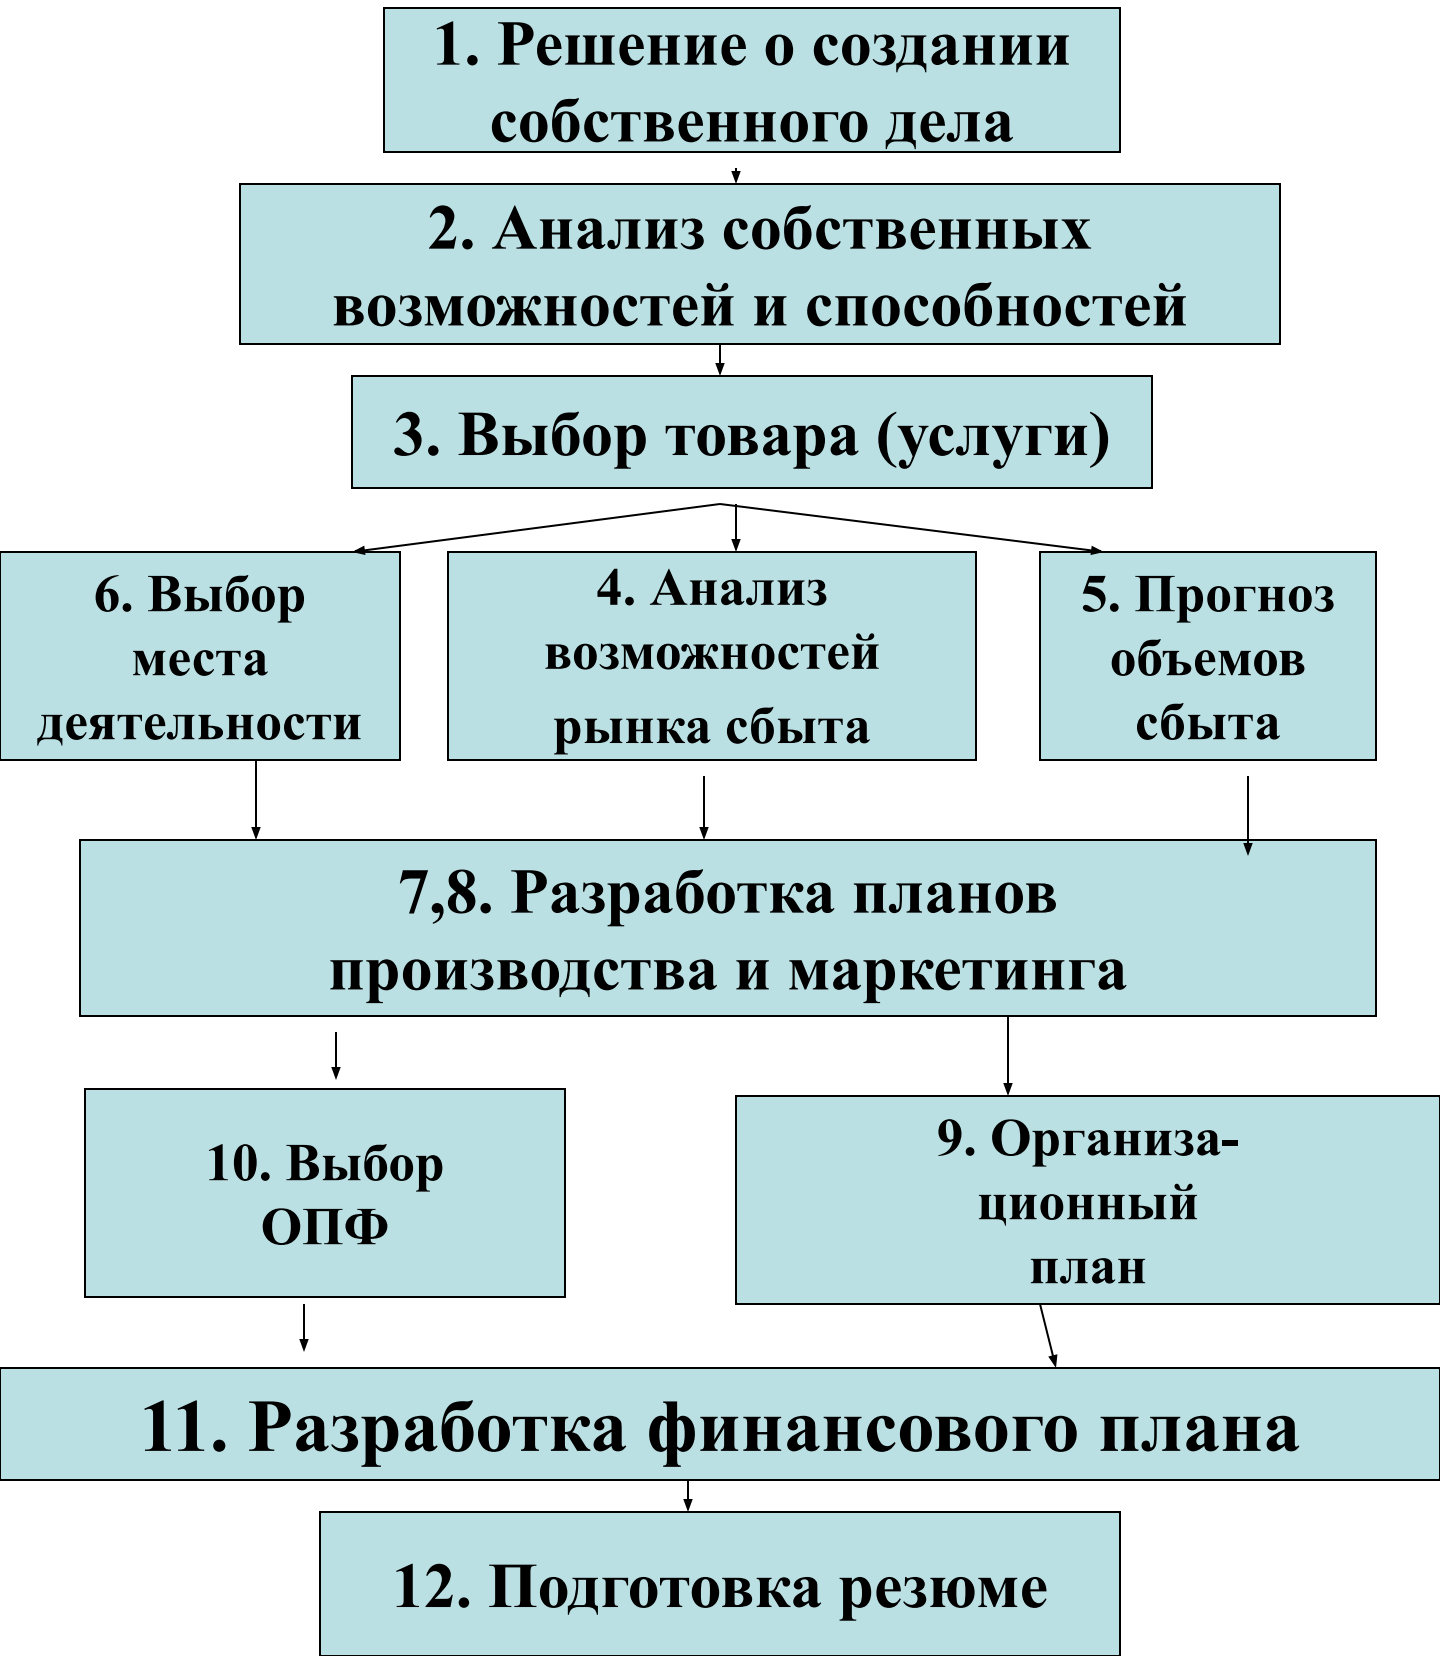 1. Решение о создании
собственного дела
2. Анализ собственных
возможностей и способностей
3. Выбор товара (услуги)
6. Выбор
места
деятельности
4. Анализ
возможностей
рынка сбыта
5. Прогноз
объемов
сбыта
7,8. Разработка планов
производства и маркетинга
10. Выбор
ОПФ
9. Организа-
ционный
план
11. Разработка финансового плана
12. Подготовка резюме